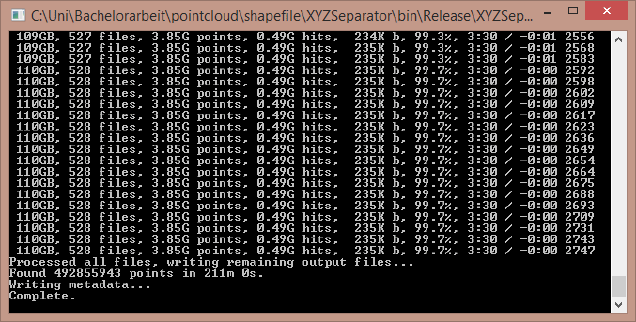 C:\Uni\Bachelorarbeit\pointcloud\shapefile\XYZSeparator\bin\Release\XYZSep...
109GB, 527 files, 3.85G points, 0.49G hits,  234K b, 99.3%, 3:30 / -0:01 2556
109GB, 527 files, 3.85G points, 0.49G hits,  235K b, 99.3%, 3:30 / -0:01 2568
109GB, 527 files, 3.85G points, 0.49G hits,  235K b, 99.3%, 3:30 / -0:01 2583
110GB, 528 files, 3.85G points, 0.49G hits,  235K b, 99.7%, 3:30 / -0:00 2592
110GB, 528 files, 3.85G points, 0.49G hits,  235K b, 99.7%, 3:30 / -0:00 2598
110GB, 528 files, 3.85G points, 0.49G hits,  235K b, 99.7%, 3:30 / -0:00 2602
110GB, 528 files, 3.85G points, 0.49G hits,  235K b, 99.7%, 3:30 / -0:00 2609
110GB, 528 files, 3.85G points, 0.49G hits,  235K b, 99.7%, 3:30 / -0:00 2617
110GB, 528 files, 3.85G points, 0.49G hits,  235K b, 99.7%, 3:30 / -0:00 2623
110GB, 528 files, 3.85G points, 0.49G hits,  235K b, 99.7%, 3:30 / -0:00 2636
110GB, 528 files, 3.85G points, 0.49G hits,  235K b, 99.7%, 3:30 / -0:00 2649
110GB, 528 files, 3.85G points, 0.49G hits,  235K b, 99.7%, 3:30 / -0:00 2654
110GB, 528 files, 3.85G points, 0.49G hits,  235K b, 99.7%, 3:30 / -0:00 2664
110GB, 528 files, 3.85G points, 0.49G hits,  235K b, 99.7%, 3:30 / -0:00 2675
110GB, 528 files, 3.85G points, 0.49G hits,  235K b, 99.7%, 3:30 / -0:00 2688
110GB, 528 files, 3.85G points, 0.49G hits,  235K b, 99.7%, 3:30 / -0:00 2693
110GB, 528 files, 3.85G points, 0.49G hits,  235K b, 99.7%, 3:30 / -0:00 2709
110GB, 528 files, 3.85G points, 0.49G hits,  235K b, 99.7%, 3:30 / -0:00 2731
110GB, 528 files, 3.85G points, 0.49G hits,  235K b, 99.7%, 3:30 / -0:00 2743
110GB, 528 files, 3.85G points, 0.49G hits,  235K b, 99.7%, 3:30 / -0:00 2747
Processed all files, writing remaining output files...
Found 492855943 points in 211m 0s.
Writing metadata...
Complete.